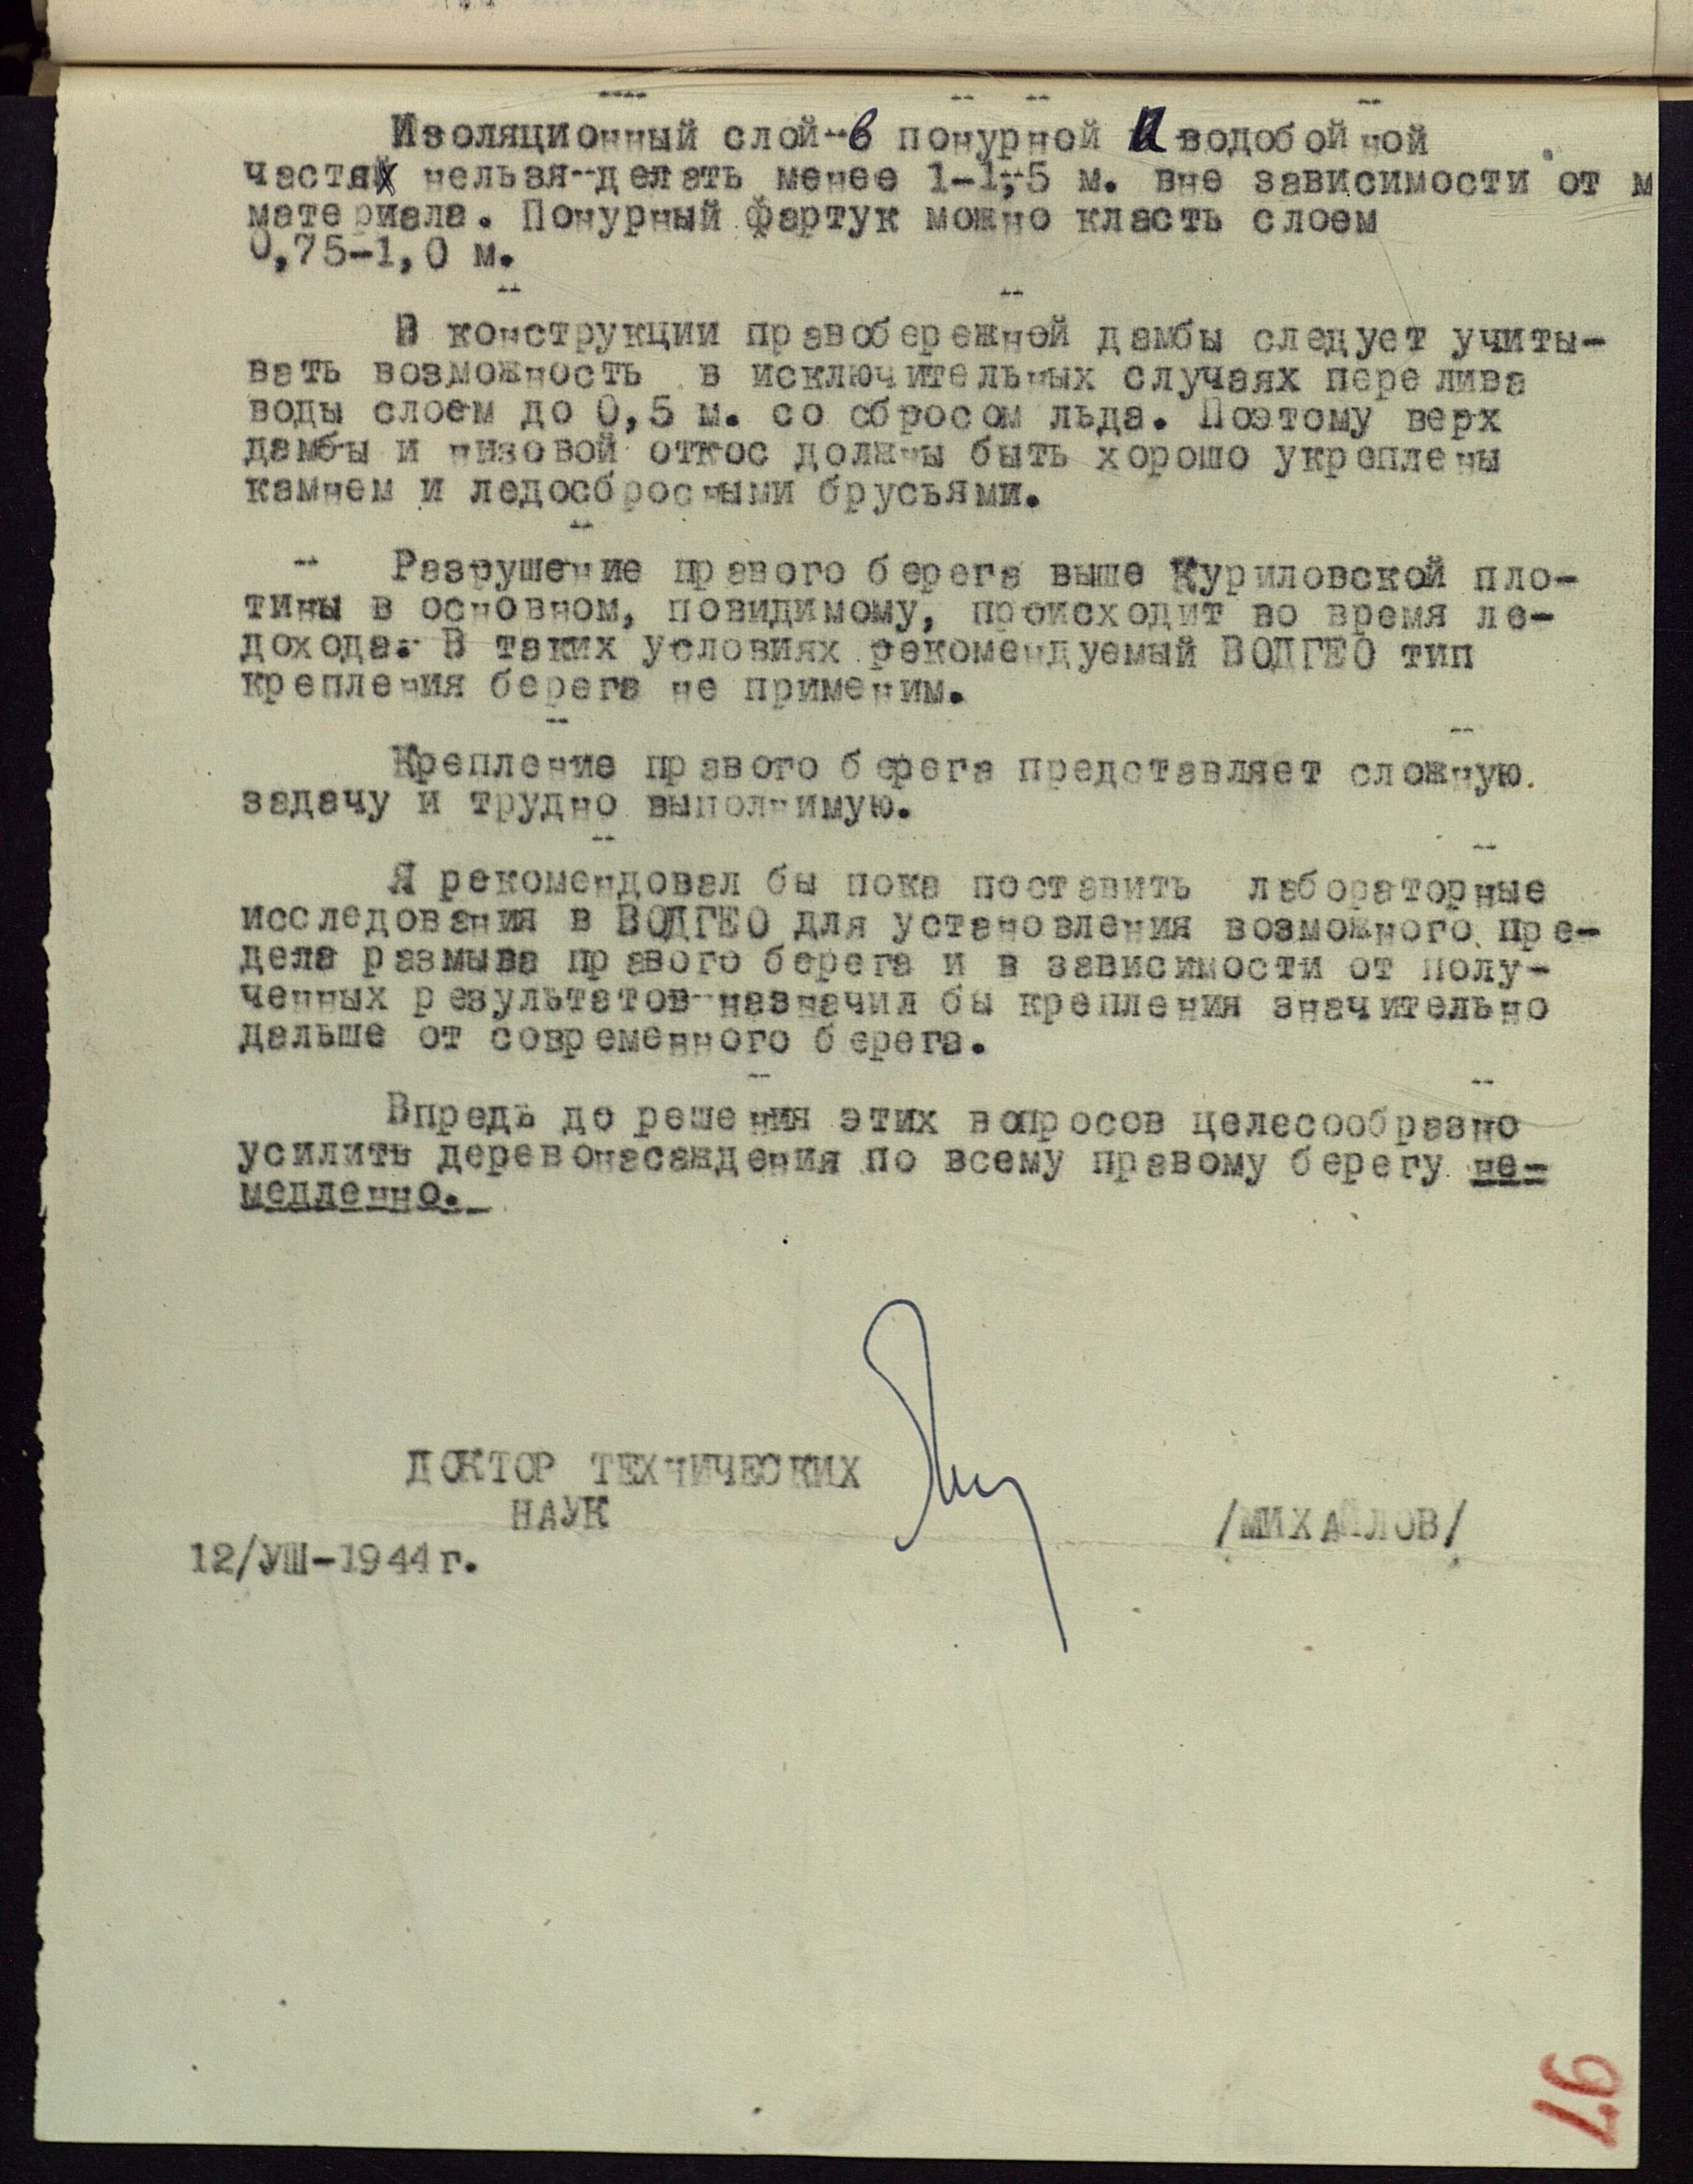 Изоляционный слой в понурной и водобойной
частях нельзя делать менее 1-1,5 м. вне зависимости от м
материала. Понурный фартук можно класть слоем
0,75-1,0 м.
В конструкции правобережной дамбы следует учиты-
вать возможность в исключительных случаях перелива
воды слоем до 0,5 м. со сбросом льда. Поэтому верх
дамбы и низовой откос должны быть хорошо укреплены
камнем и ледосбросными брусьями.
Разрушение правого берега выше Куриловской пло-
тины в основном, повидимому, происходит во время ле-
дохода. В таких условиях рекомендуемый ВОДГЕО тип
крепления берега не применим.
Крепление правого берега представляет сложную
задачу и трудно выполнимую.
Я рекомендовал бы пока поставить лабораторные
исследования в ВОДГЕО для установления возможного пре-
дела размыва правого берега и в зависимости от полу-
ченных результатов назначил бы крепления значительно
дальше от современного берега.
Впредь до решения этих вопросов целесообразно
усилить древонасаждения по всему правому берегу не-
медленно.
ДОКТОР ТЕХНИЧЕСКИХ
НАУК
/МИХАЙЛОВ/
12/УШ-1944г.
97